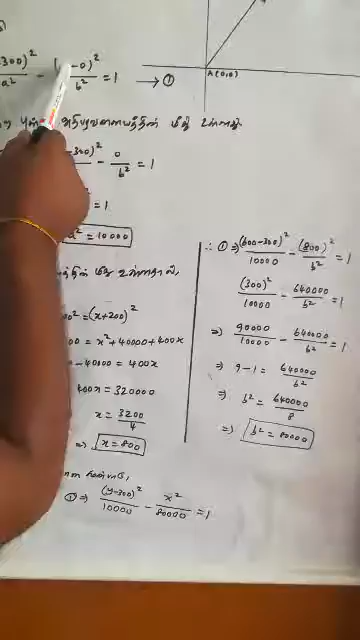 A(0,0)
300)² / a² - ( -0)² / b² = 1 → ①
அதிபரவளையத்தின் மீது உள்ளது.
-300)² - 0 / b² = 1
= 1
a² = 10000
மீது உள்ளதால்,
00² = (x+200)²
00 = x² + 40000 + 400x
- 40000 = 400x
400x = 320000
x = 3200 / 4
⇒ x = 800
∴ ① ⇒ (600-300)² / 10000 - (800)² / b² = 1
(300)² / 10000 - 640000 / b² = 1
⇒ 90000 / 10000 - 640000 / b² = 1
⇒ 9 - 1 = 640000 / b²
⇒ b² = 640000 / 8
⇒ b² = 80000
① ⇒ (y-300)² / 10000 - x² / 80000 = 1